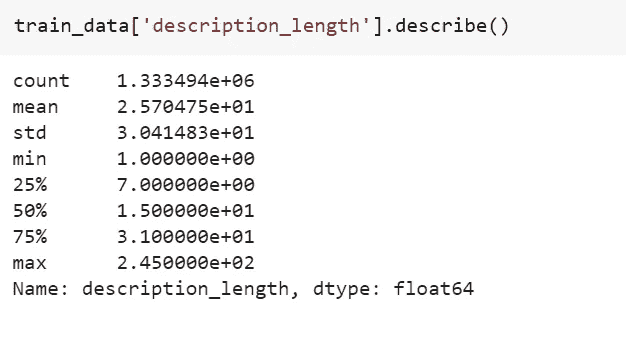 train_data['description_length'].describe()
count 1.333494e+06
mean 2.570475e+01
std 3.041483e+01
min 1.000000e+00
25% 7.000000e+00
50% 1.500000e+01
75% 3.100000e+01
max 2.450000e+02
Name: description_length, dtype: float64